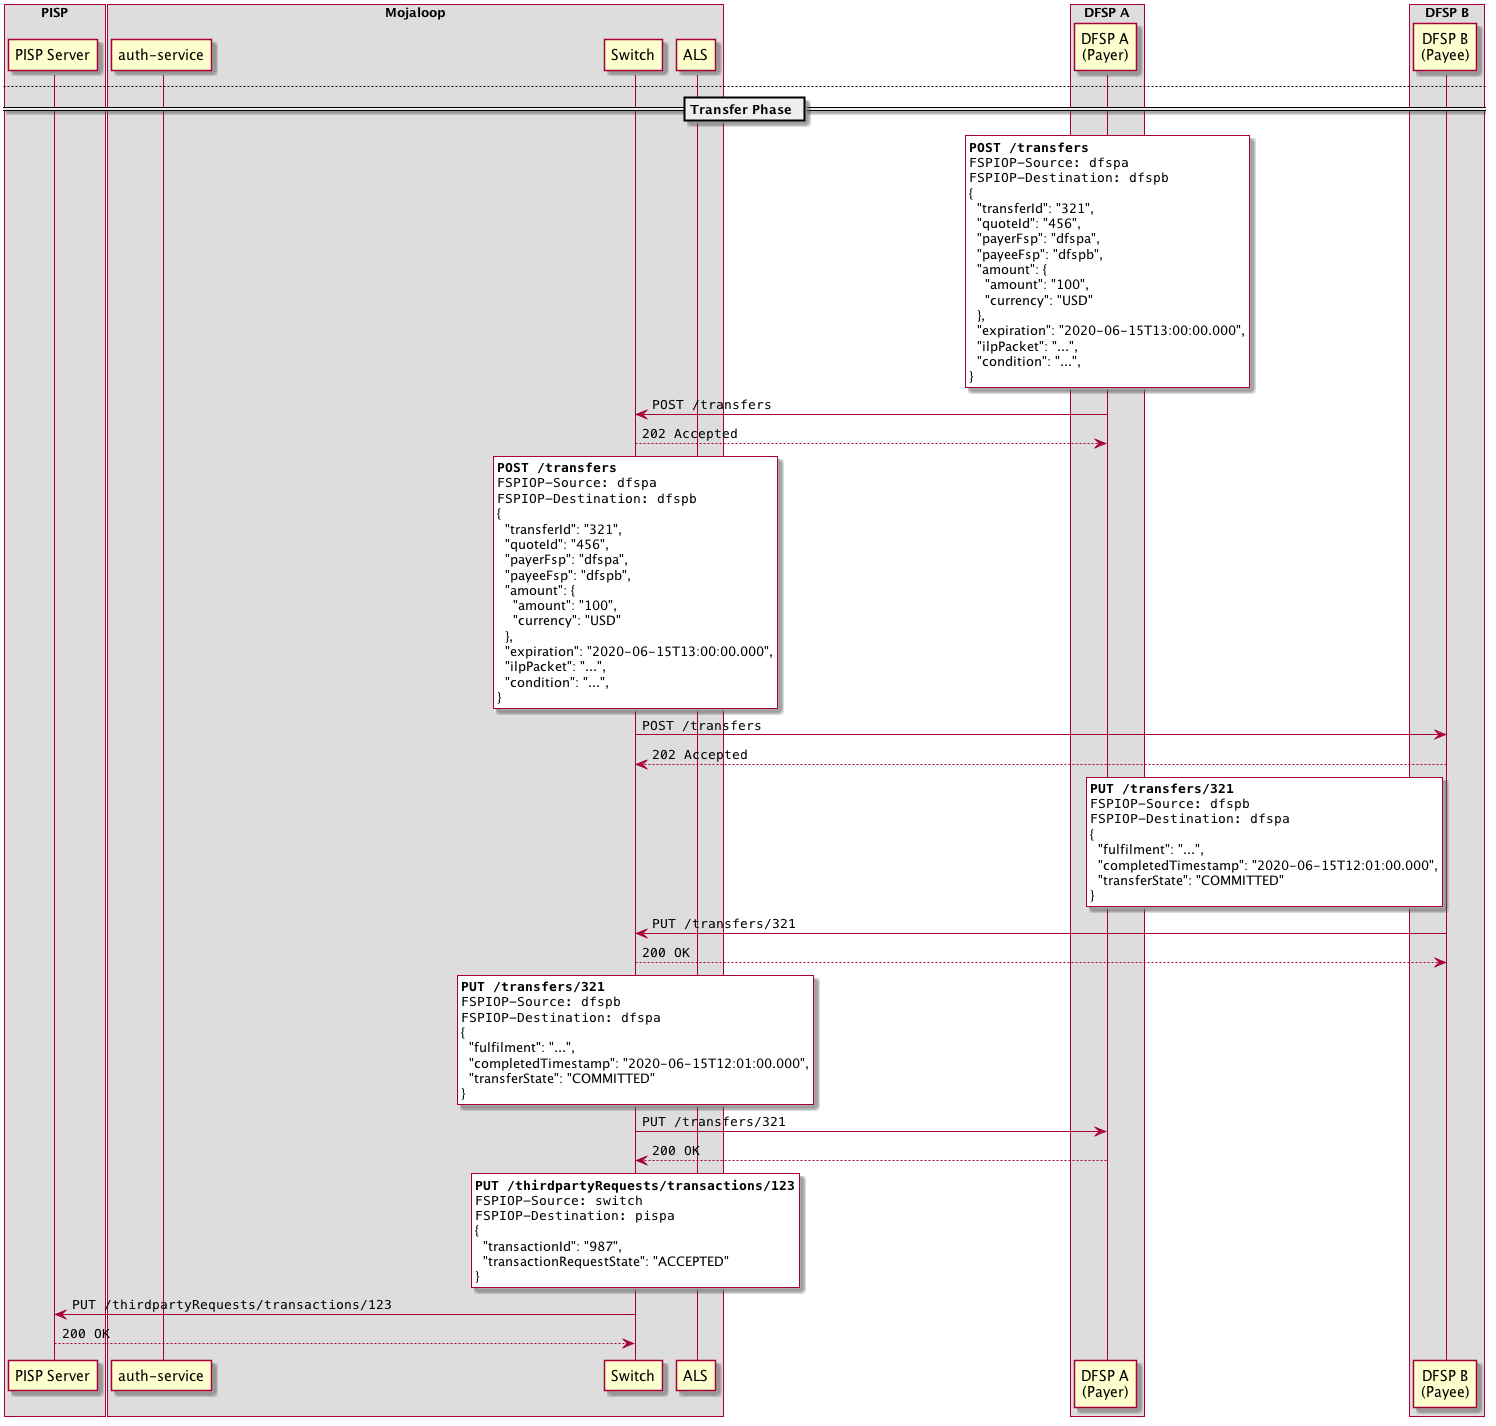 PISP
Mojaloop
DFSP A
DFSP B
PISP Server
auth-service
Switch
ALS
DFSP A
(Payer)
DFSP B
(Payee)
Transfer Phase
POST /transfers
FSPIOP-Source: dfspa
FSPIOP-Destination: dfspb
{
"transferId": "321",
"quoteId": "456",
"payerFsp": "dfspa",
"payeeFsp": "dfspb",
"amount": {
"amount": "100",
"currency": "USD"
},
"expiration": "2020-06-15T13:00:00.000",
"ilpPacket": "...",
"condition": "...",
}
POST /transfers
202 Accepted
POST /transfers
FSPIOP-Source: dfspa
FSPIOP-Destination: dfspb
{
"transferId": "321",
"quoteId": "456",
"payerFsp": "dfspa",
"payeeFsp": "dfspb",
"amount": {
"amount": "100",
"currency": "USD"
},
"expiration": "2020-06-15T13:00:00.000",
"ilpPacket": "...",
"condition": "...",
}
POST /transfers
202 Accepted
PUT /transfers/321
FSPIOP-Source: dfspb
FSPIOP-Destination: dfspa
{
"fulfilment": "...",
"completedTimestamp": "2020-06-15T12:01:00.000",
"transferState": "COMMITTED"
}
PUT /transfers/321
200 OK
PUT /transfers/321
FSPIOP-Source: dfspb
FSPIOP-Destination: dfspa
{
"fulfilment": "...",
"completedTimestamp": "2020-06-15T12:01:00.000",
"transferState": "COMMITTED"
}
PUT /transfers/321
200 OK
PUT /thirdpartyRequests/transactions/123
FSPIOP-Source: switch
FSPIOP-Destination: pispa
{
"transactionId": "987",
"transactionRequestState": "ACCEPTED"
}
PUT /thirdpartyRequests/transactions/123
200 OK
PISP Server
auth-service
Switch
ALS
DFSP A
(Payer)
DFSP B
(Payee)